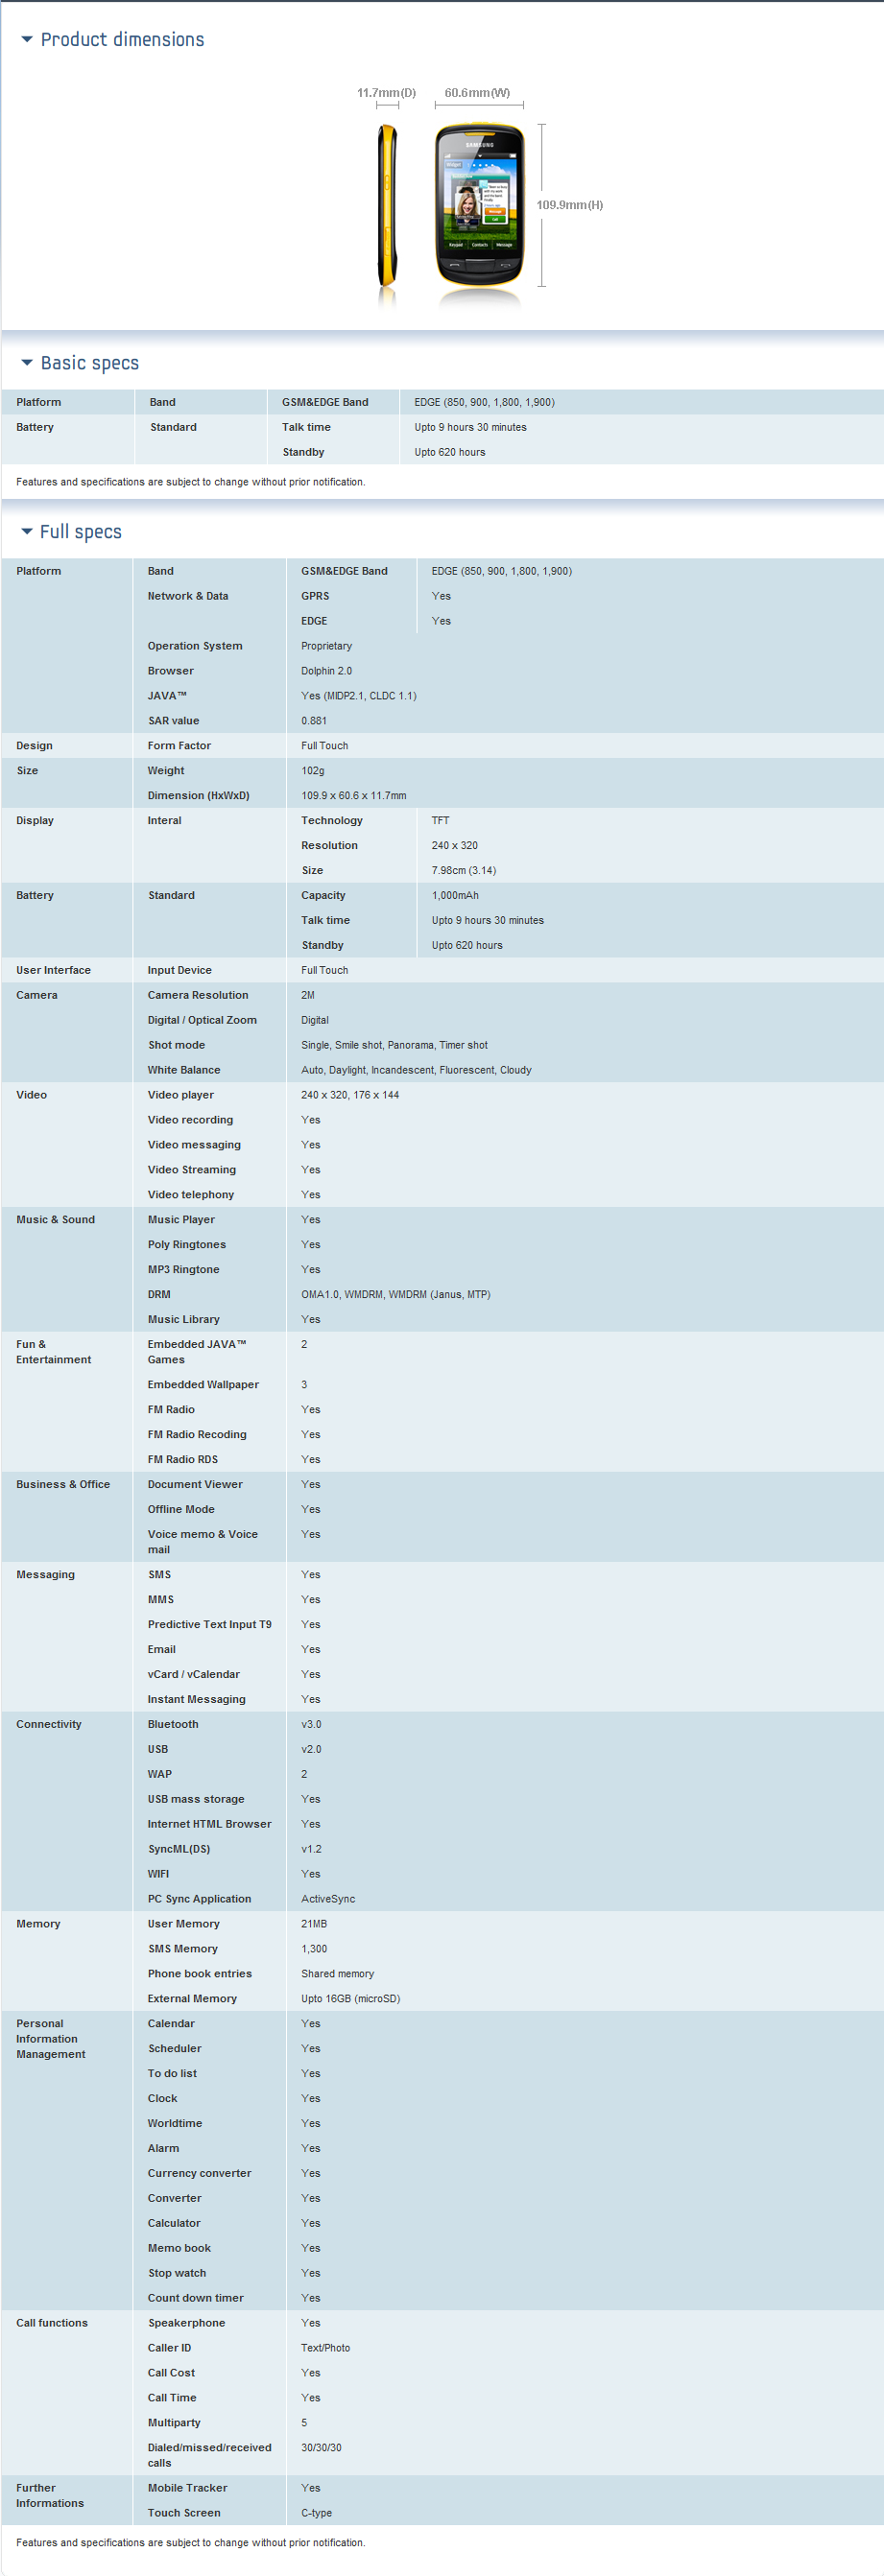 Product dimensions
11.7mm(D) 60.6mm(W)
SAMSUNG
Widget
109.9mm(H)
Keypad Contacts Message
Basic specs
Platform Band GSM&EDGE Band EDGE (850, 900, 1,800, 1,900)
Battery Standard Talk time Upto 9 hours 30 minutes
Standby Upto 620 hours
Features and specifications are subject to change without prior notification.
Full specs
Platform Band GSM&EDGE Band EDGE (850, 900, 1,800, 1,900)
Network & Data GPRS Yes
EDGE Yes
Operation System Proprietary
Browser Dolphin 2.0
JAVA™ Yes (MIDP2.1, CLDC 1.1)
SAR value 0.881
Design Form Factor Full Touch
Size Weight 102g
Dimension (HxWxD) 109.9 x 60.6 x 11.7mm
Display Interal Technology TFT
Resolution 240 x 320
Size 7.98cm (3.14)
Battery Standard Capacity 1,000mAh
Talk time Upto 9 hours 30 minutes
Standby Upto 620 hours
User Interface Input Device Full Touch
Camera Camera Resolution 2M
Digital / Optical Zoom Digital
Shot mode Single, Smile shot, Panorama, Timer shot
White Balance Auto, Daylight, Incandescent, Fluorescent, Cloudy
Video Video player 240 x 320, 176 x 144
Video recording Yes
Video messaging Yes
Video Streaming Yes
Video telephony Yes
Music & Sound Music Player Yes
Poly Ringtones Yes
MP3 Ringtone Yes
DRM OMA1.0, WMDRM, WMDRM (Janus, MTP)
Music Library Yes
Fun & Embedded JAVA™ 2
Entertainment Games
Embedded Wallpaper 3
FM Radio Yes
FM Radio Recoding Yes
FM Radio RDS Yes
Business & Office Document Viewer Yes
Offline Mode Yes
Voice memo & Voice Yes
mail
Messaging SMS Yes
MMS Yes
Predictive Text Input T9 Yes
Email Yes
vCard / vCalendar Yes
Instant Messaging Yes
Connectivity Bluetooth v3.0
USB v2.0
WAP 2
USB mass storage Yes
Internet HTML Browser Yes
SyncML(DS) v1.2
WIFI Yes
PC Sync Application ActiveSync
Memory User Memory 21MB
SMS Memory 1,300
Phone book entries Shared memory
External Memory Upto 16GB (microSD)
Personal Calendar Yes
Information Scheduler Yes
Management
To do list Yes
Clock Yes
Worldtime Yes
Alarm Yes
Currency converter Yes
Converter Yes
Calculator Yes
Memo book Yes
Stop watch Yes
Count down timer Yes
Call functions Speakerphone Yes
Caller ID Text/Photo
Call Cost Yes
Call Time Yes
Multiparty 5
Dialed/missed/received 30/30/30
calls
Further Mobile Tracker Yes
Informations
Touch Screen C-type
Features and specifications are subject to change without prior notification.